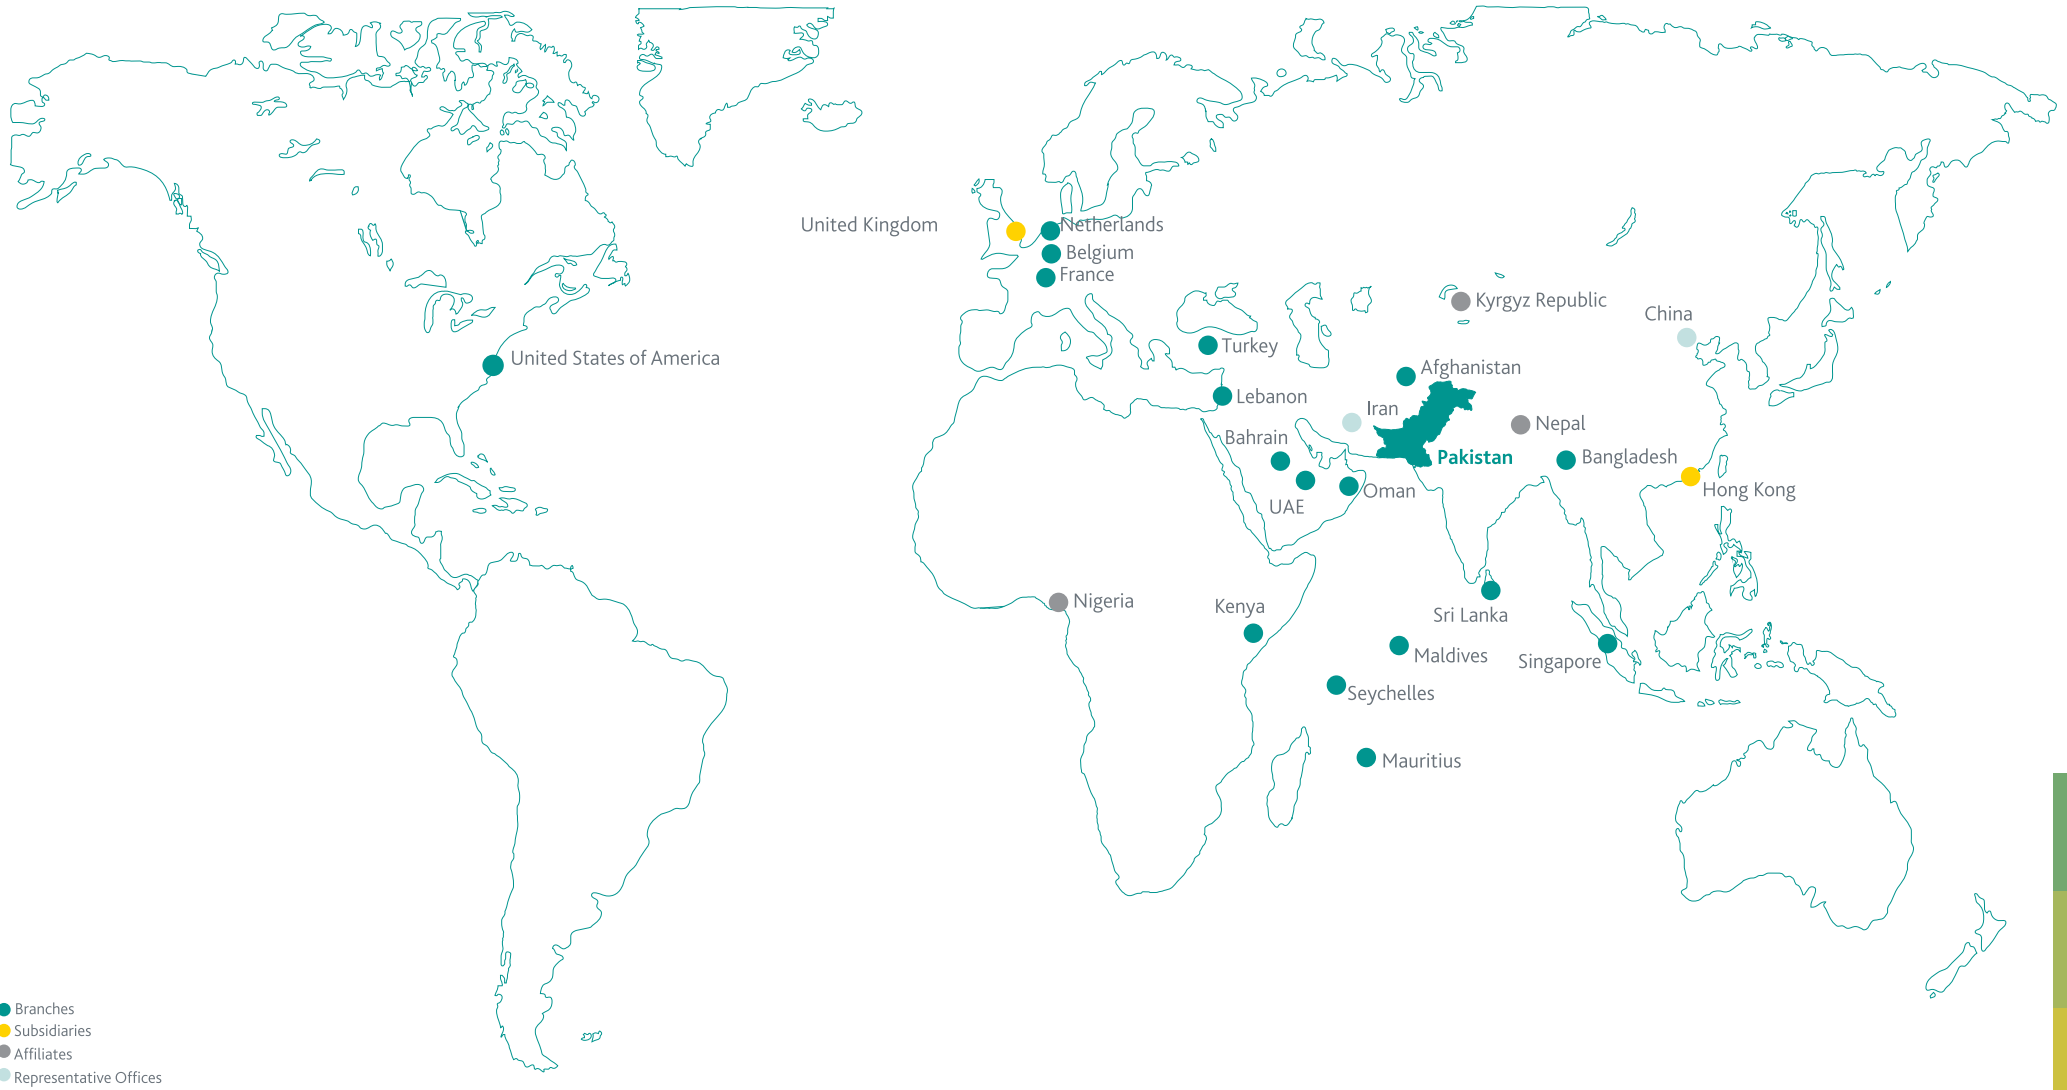 United Kingdom
Netherlands
Belgium
France
Kyrgyz Republic
China
Turkey
United States of America
Afghanistan
Lebanon
Iran
Nepal
Bahrain
Pakistan
Bangladesh
UAE
Oman
Hong Kong
Nigeria
Kenya
Sri Lanka
Maldives
Singapore
Seychelles
Mauritius
Branches
Subsidiaries
Affiliates
Representative Offices